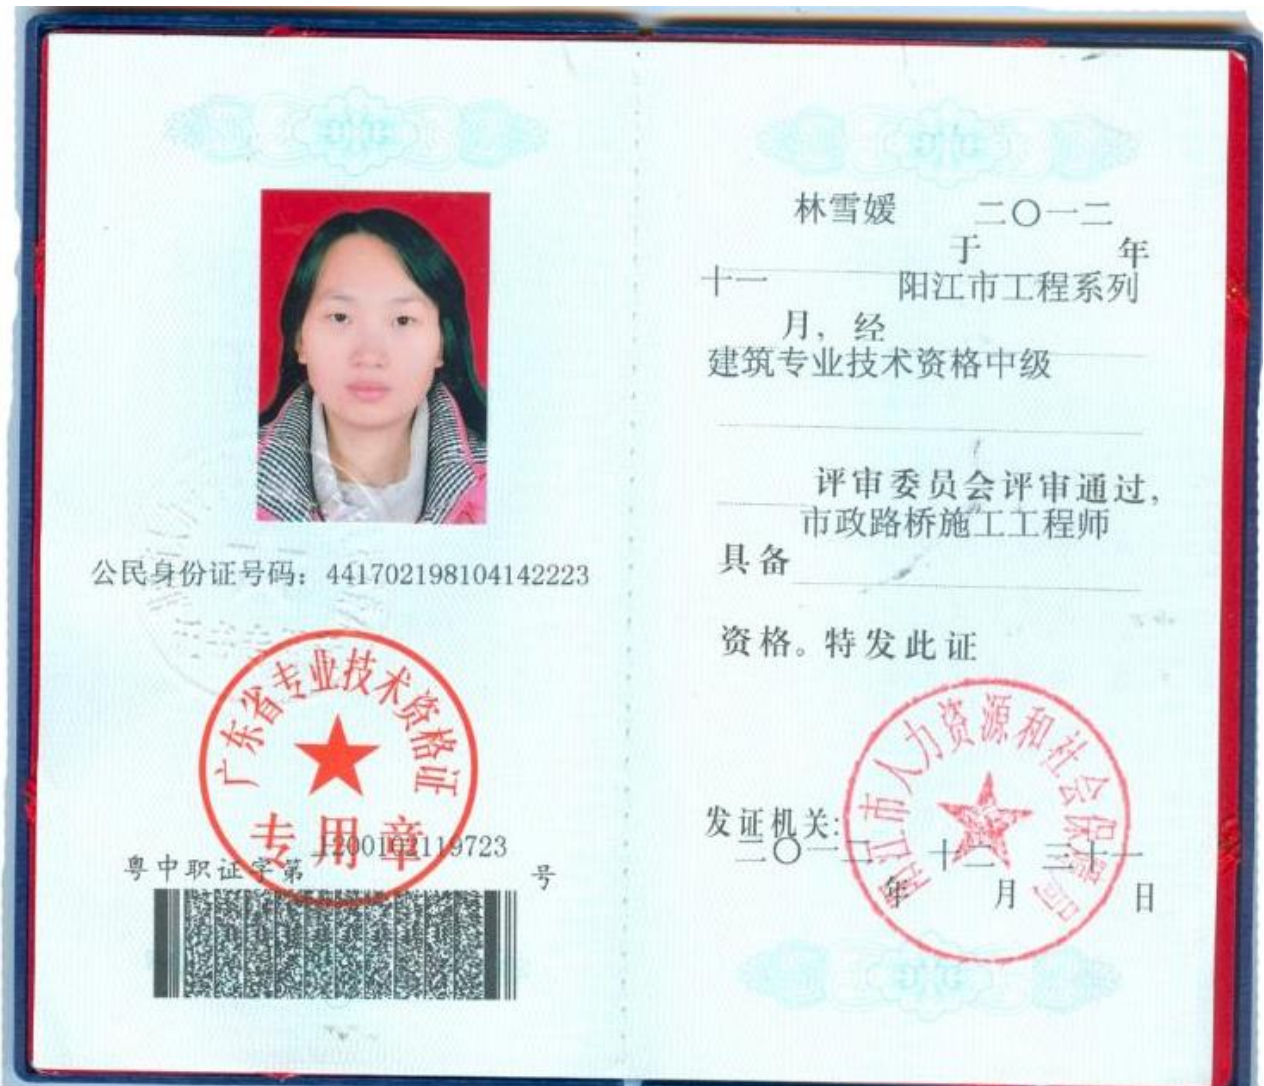 公民身份证号码：441702198104142223
广东省专业技术资格证
专用章
1200102119723
粤中职证字第 号
林雪媛 二〇一二
于 年
十一 阳江市工程系列
月，经
建筑专业技术资格中级
评审委员会评审通过，
市政路桥施工工程师
具备
资格。特发此证
阳江市人力资源和社会保障局
发证机关：
二〇一二 十二 三十一
年 月 日